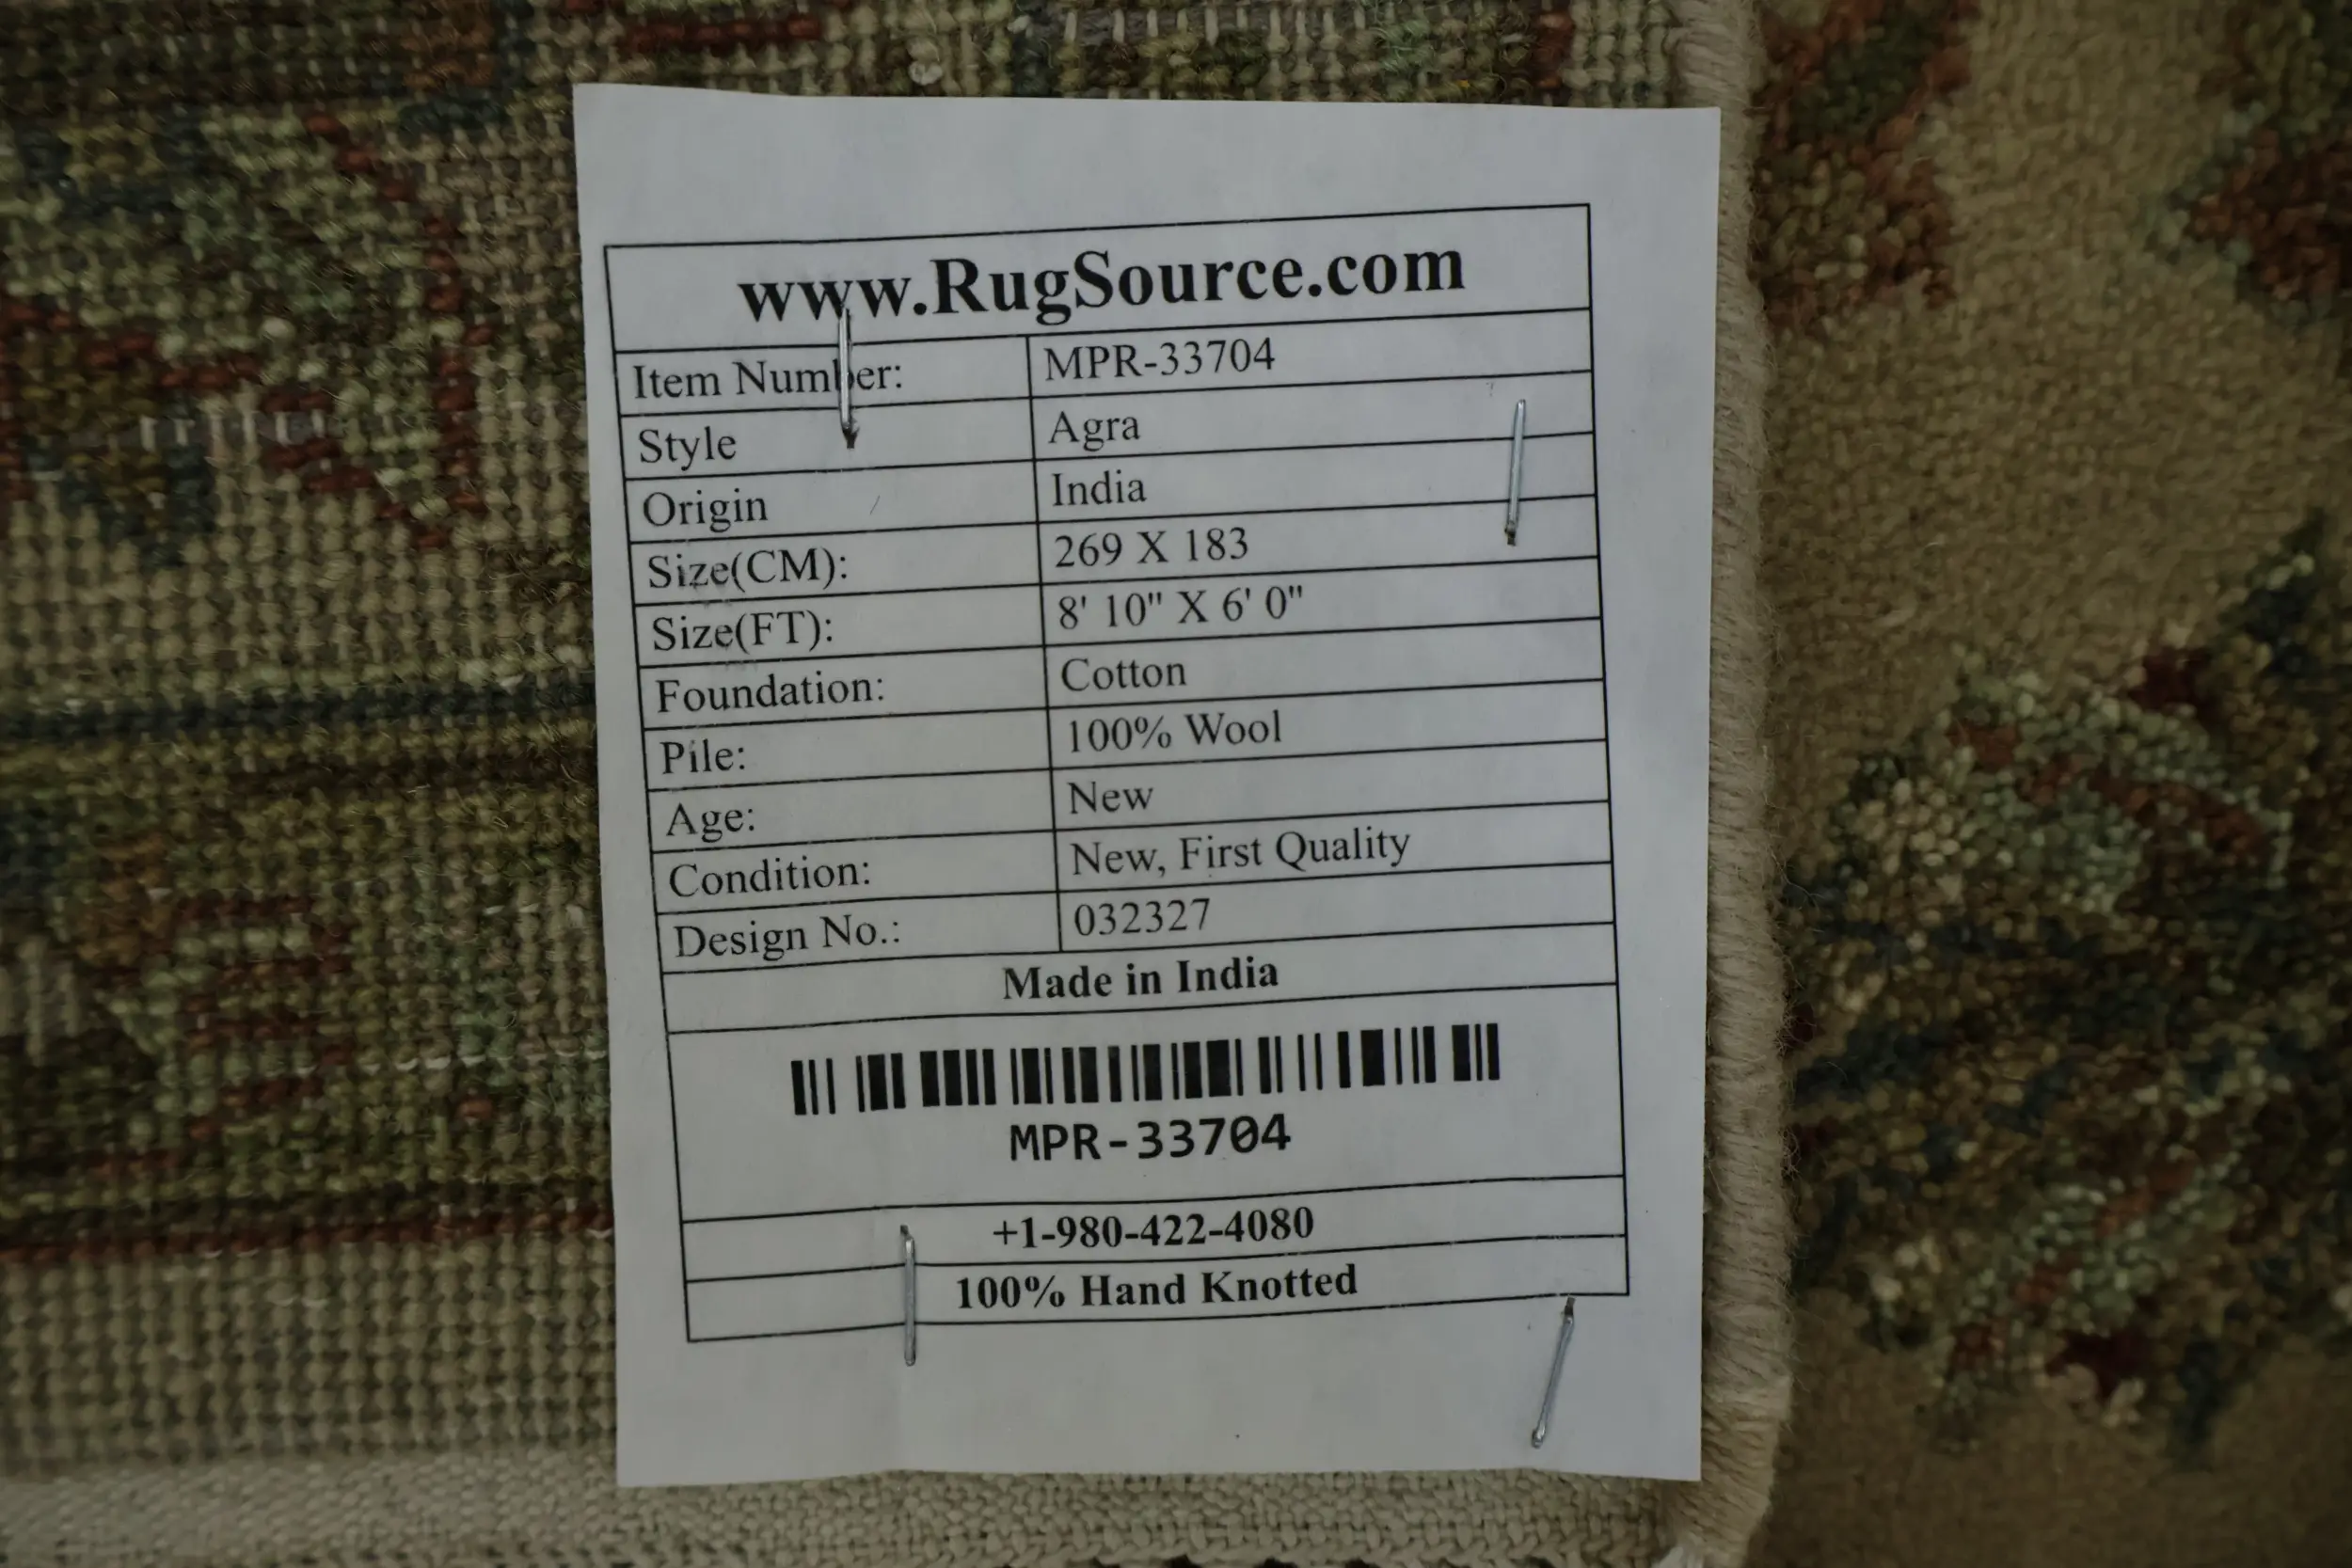 www.RugSource.com
Item Number: MPR-33704
Style Agra
Origin India
Size(CM): 269 X 183
Size(FT): 8' 10" X 6' 0"
Foundation: Cotton
Pile: 100% Wool
Age: New
Condition: New, First Quality
Design No.: 032327
Made in India
MPR-33704
+1-980-422-4080
100% Hand Knotted